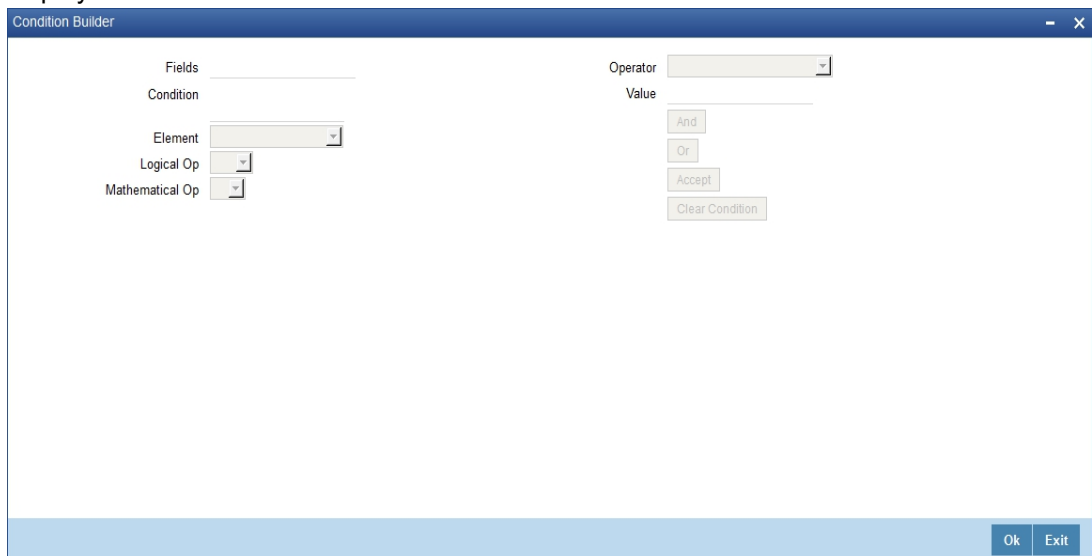 Condition Builder
Fields
Operator
Condition
Value
And
Element
Or
Logical Op
Accept
Mathematical Op
Clear Condition
Ok Exit